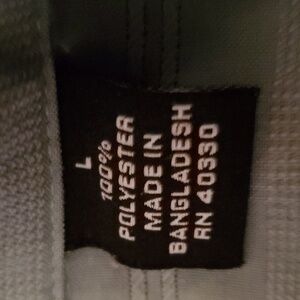 L
100%
POLYESTER
MADE IN
BANGLADESH
RN 40330